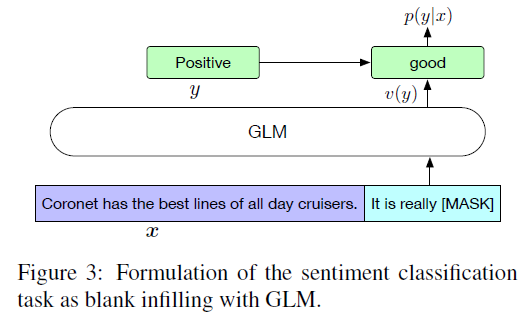 p(y|x)
Positive
good
y
v(y)
GLM
Coronet has the best lines of all day cruisers.
It is really [MASK]
x
Figure 3: Formulation of the sentiment classification
task as blank infilling with GLM.